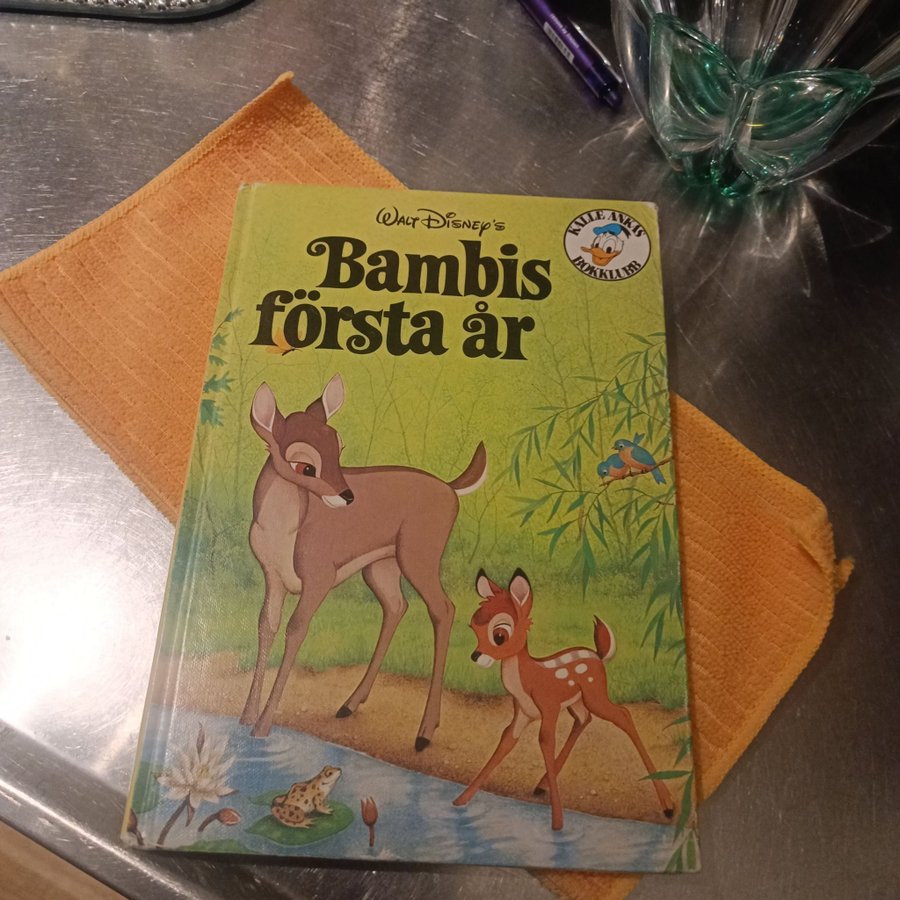 Walt Disney's
KALLE ANKAS
BOKKLUBB
Bambis
första år